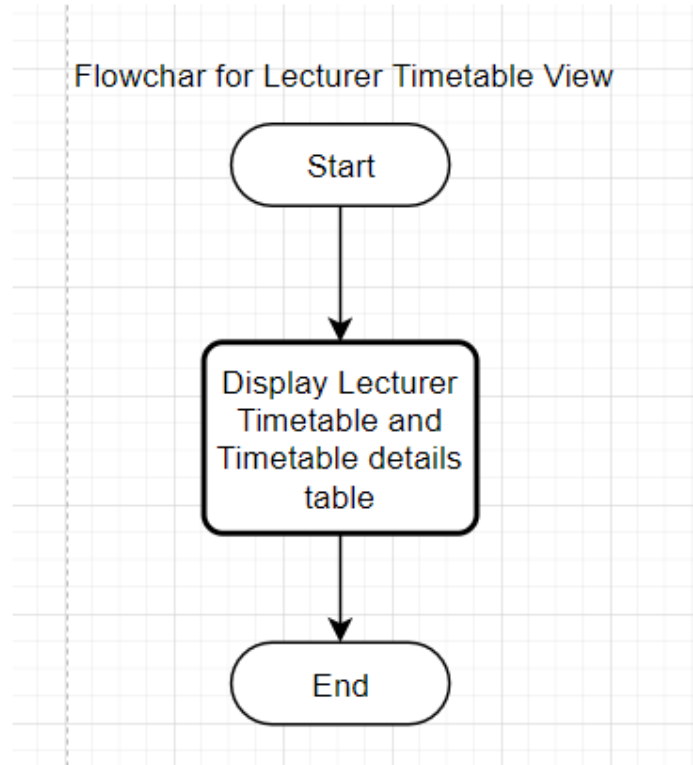 Flowchar for Lecturer Timetable View
Start
Display Lecturer
Timetable and
Timetable details
table
End